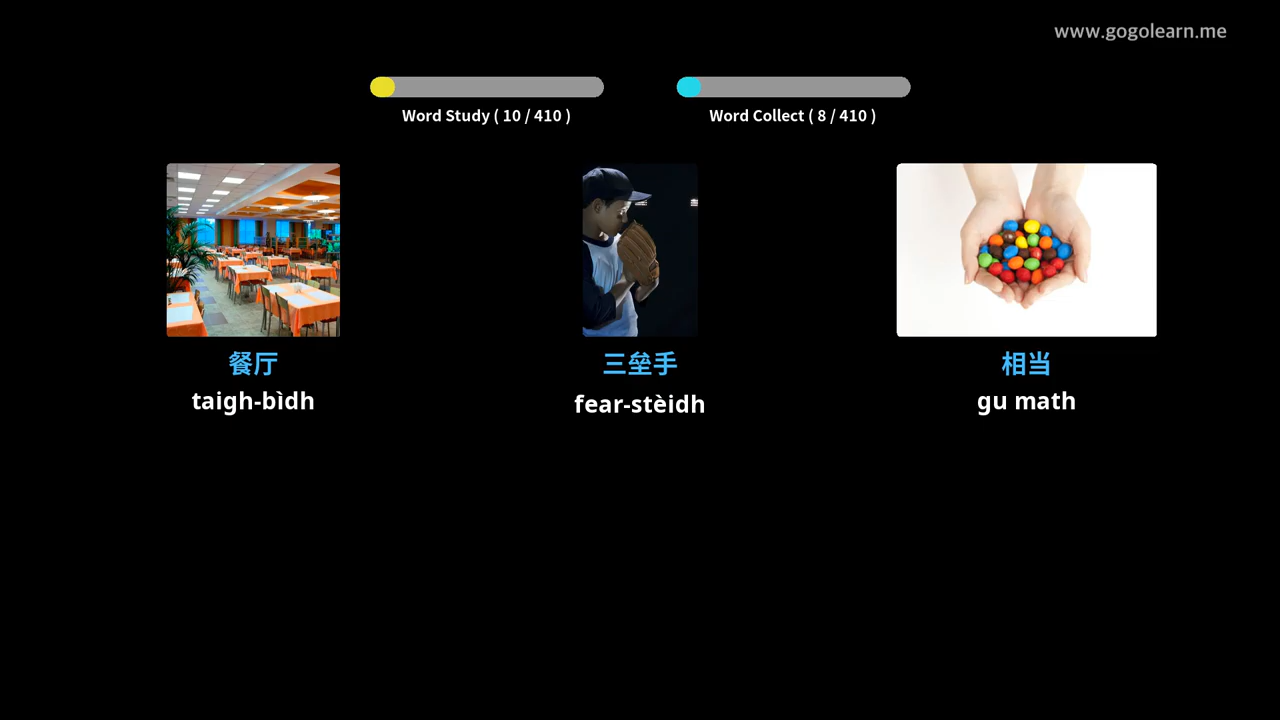 www.gogolearn.me
Word Study ( 10 / 410 )
Word Collect ( 8 / 410 )
餐厅
三垒手
相当
taigh-bìdh
fear-stèidh
gu math